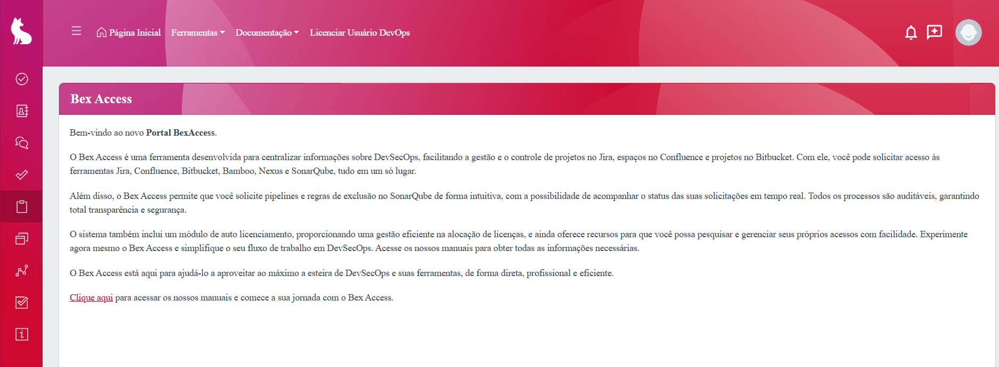 Página Inicial Ferramentas Documentação Licenciar Usuário DevOps
Bex Access
Bem-vindo ao novo Portal BexAccess.
O Bex Access é uma ferramenta desenvolvida para centralizar informações sobre DevSecOps, facilitando a gestão e o controle de projetos no Jira, espaços no Confluence e projetos no Bitbucket. Com ele, você pode solicitar acesso às
ferramentas Jira, Confluence, Bitbucket, Bamboo, Nexus e SonarQube, tudo em um só lugar.
Além disso, o Bex Access permite que você solicite pipelines e regras de exclusão no SonarQube de forma intuitiva, com a possibilidade de acompanhar o status das suas solicitações em tempo real. Todos os processos são auditáveis, garantindo
total transparência e segurança.
O sistema também inclui um módulo de auto licenciamento, proporcionando uma gestão eficiente na alocação de licenças, e ainda oferece recursos para que você possa pesquisar e gerenciar seus próprios acessos com facilidade. Experimente
agora mesmo o Bex Access e simplifique o seu fluxo de trabalho em DevSecOps. Acesse os nossos manuais para obter todas as informações necessárias.
O Bex Access está aqui para ajudá-lo a aproveitar ao máximo a esteira de DevSecOps e suas ferramentas, de forma direta, profissional e eficiente.
Clique aqui para acessar os nossos manuais e comece a sua jornada com o Bex Access.